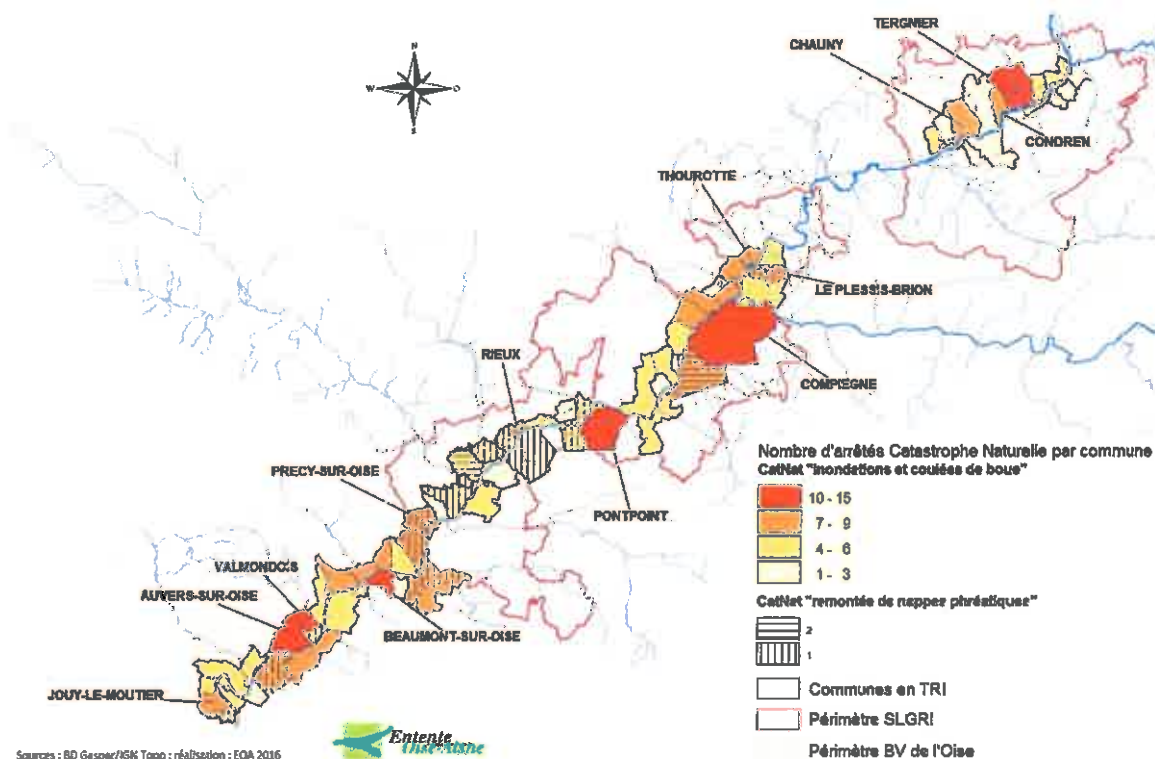 TERGNIER
CHAUNY
N
W O
S
CONDREN
THOUROTTE
LE PLESSIS-BRION
RIEUX
COMPIEGNE
PRECY-SUR-OISE
PONTPOINT
VALMONDOIS
AUVERS-SUR-OISE
BEAUMONT-SUR-OISE
JOUY-LE-MOUTIER
Nombre d'arrêtés Catastrophe Naturelle par commune
CatNat "Inondations et coulées de boue"
10 - 15
7 - 9
4 - 6
1 - 3
CatNat "remontée de nappes phréatiques"
2
1
Communes en TRI
Périmètre SLGRI
Périmètre BV de l'Oise
Entente
Oise-Aisne
Sources : BD Gaspar/IGN Topo ; réalisation : EOA 2016